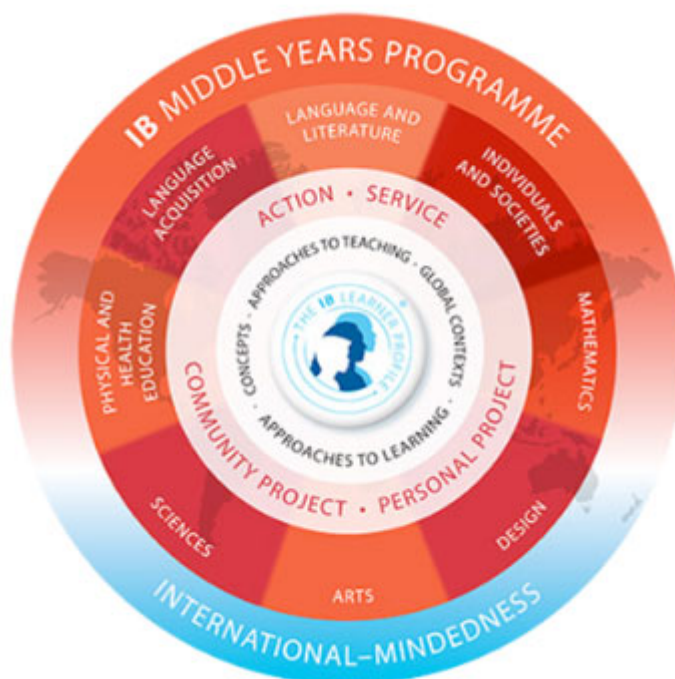 IB MIDDLE YEARS PROGRAMME
LANGUAGE AND
LITERATURE
INDIVIDUALS
AND SOCIETIES
MATHEMATICS
DESIGN
ARTS
SCIENCES
PHYSICAL AND
HEALTH
EDUCATION
LANGUAGE
ACQUISITION
ACTION • SERVICE
COMMUNITY PROJECT • PERSONAL PROJECT
APPROACHES TO TEACHING · GLOBAL CONTEXTS ·
APPROACHES TO LEARNING · CONCEPTS ·
THE IB LEARNER PROFILE
INTERNATIONAL–MINDEDNESS